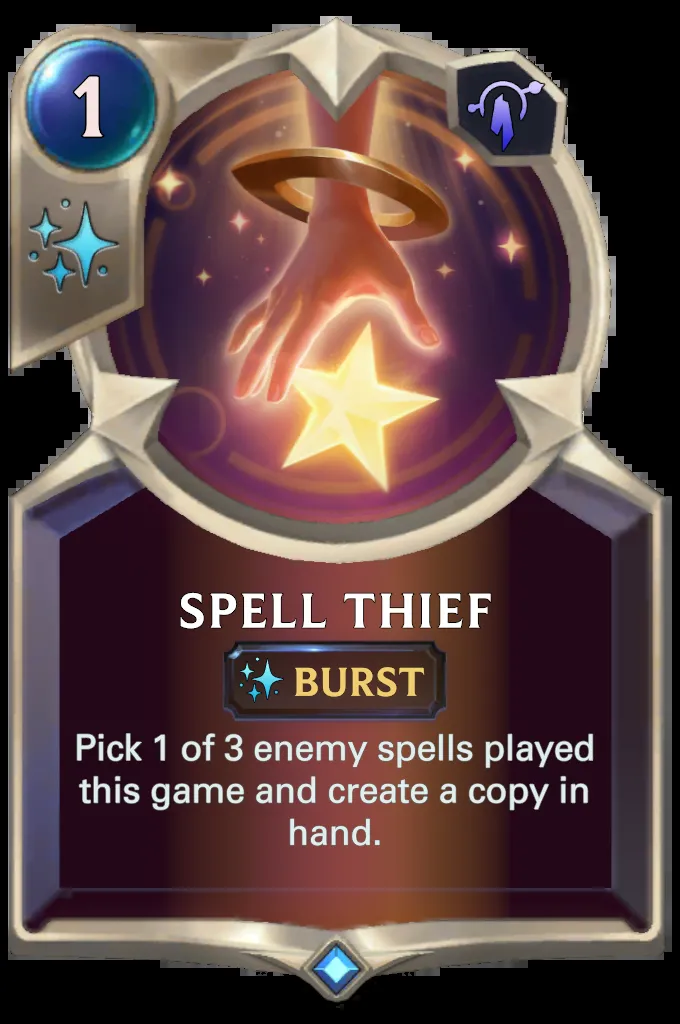 1
SPELL THIEF
BURST
Pick 1 of 3 enemy spells played
this game and create a copy in
hand.